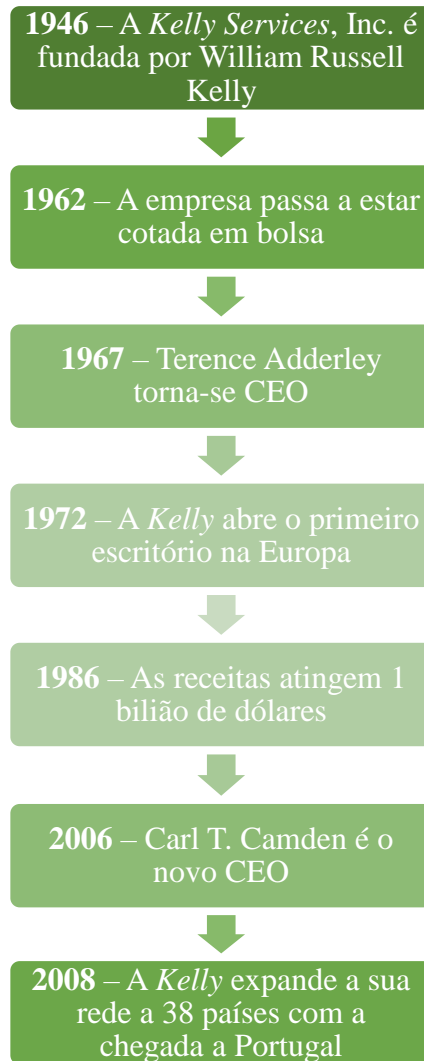 1946 – A Kelly Services, Inc. é
fundada por William Russell
Kelly
1962 – A empresa passa a estar
cotada em bolsa
1967 – Terence Adderley
torna-se CEO
1972 – A Kelly abre o primeiro
escritório na Europa
1986 – As receitas atingem 1
bilião de dólares
2006 – Carl T. Camden é o
novo CEO
2008 – A Kelly expande a sua
rede a 38 países com a
chegada a Portugal